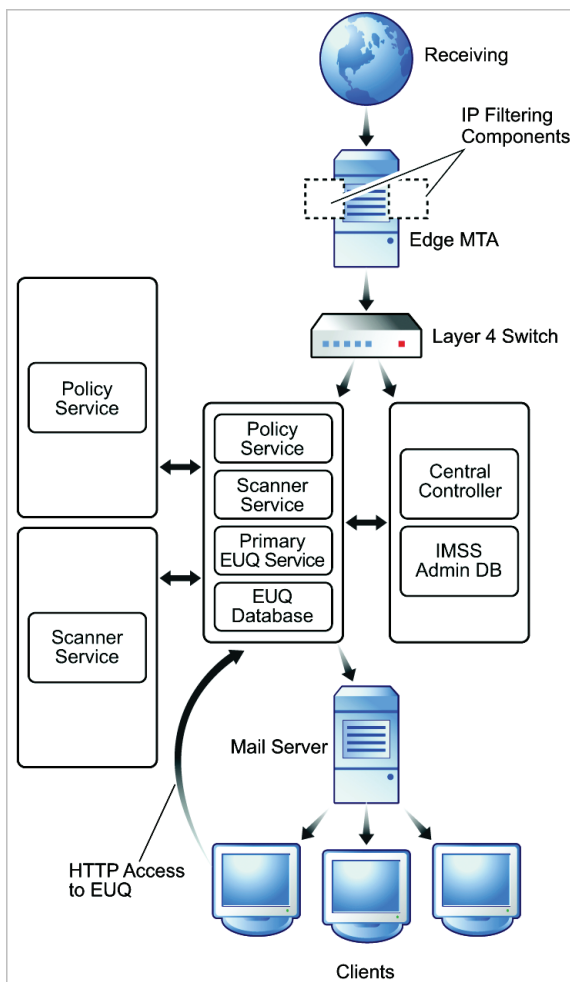 Receiving
IP Filtering
Components
Edge MTA
Layer 4 Switch
Policy
Service
Policy
Service
Scanner
Service
Primary
EUQ Service
EUQ
Database
Central
Controller
IMSS
Admin DB
Scanner
Service
Mail Server
HTTP Access
to EUQ
Clients